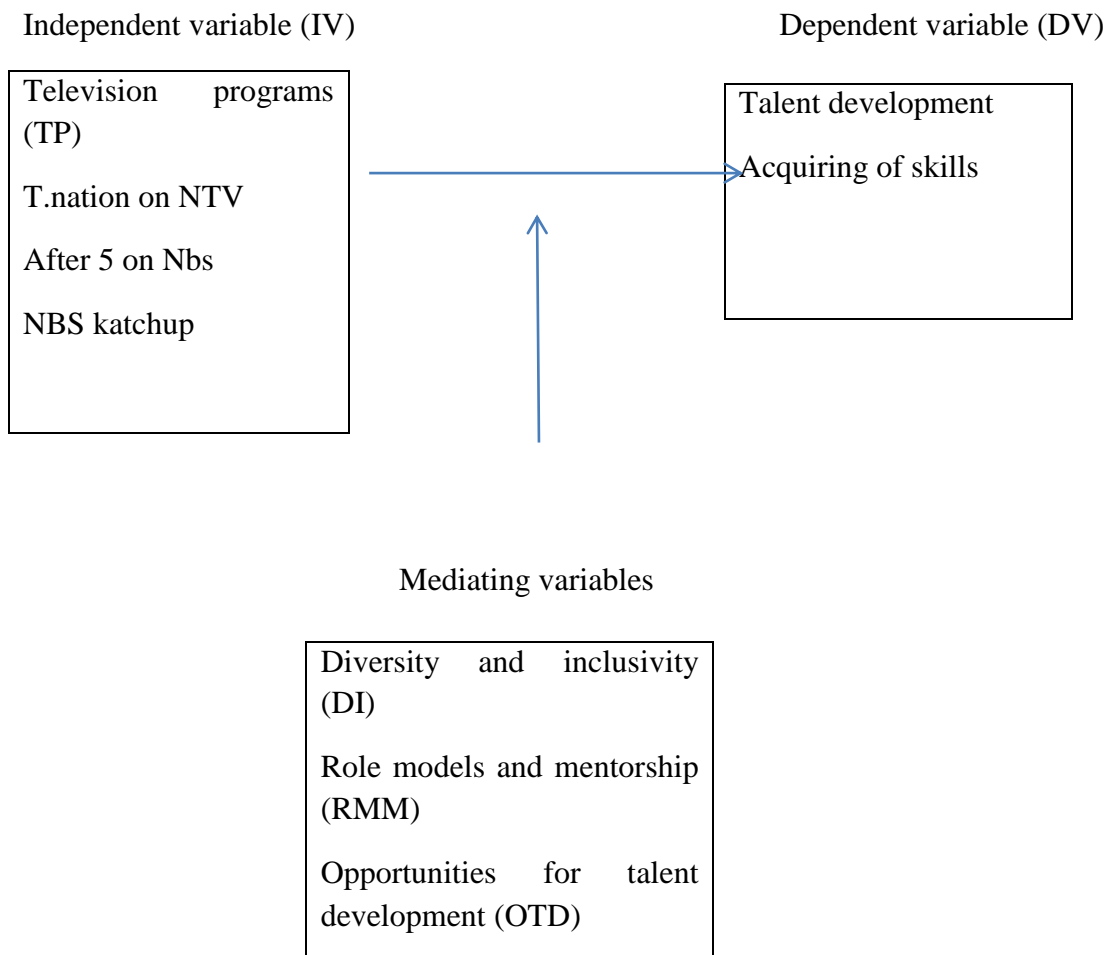 Independent variable (IV)
Dependent variable (DV)
Television programs
(TP)
T.nation on NTV
After 5 on Nbs
NBS katchup
Talent development
Acquiring of skills
Mediating variables
Diversity and inclusivity
(DI)
Role models and mentorship
(RMM)
Opportunities for talent
development (OTD)